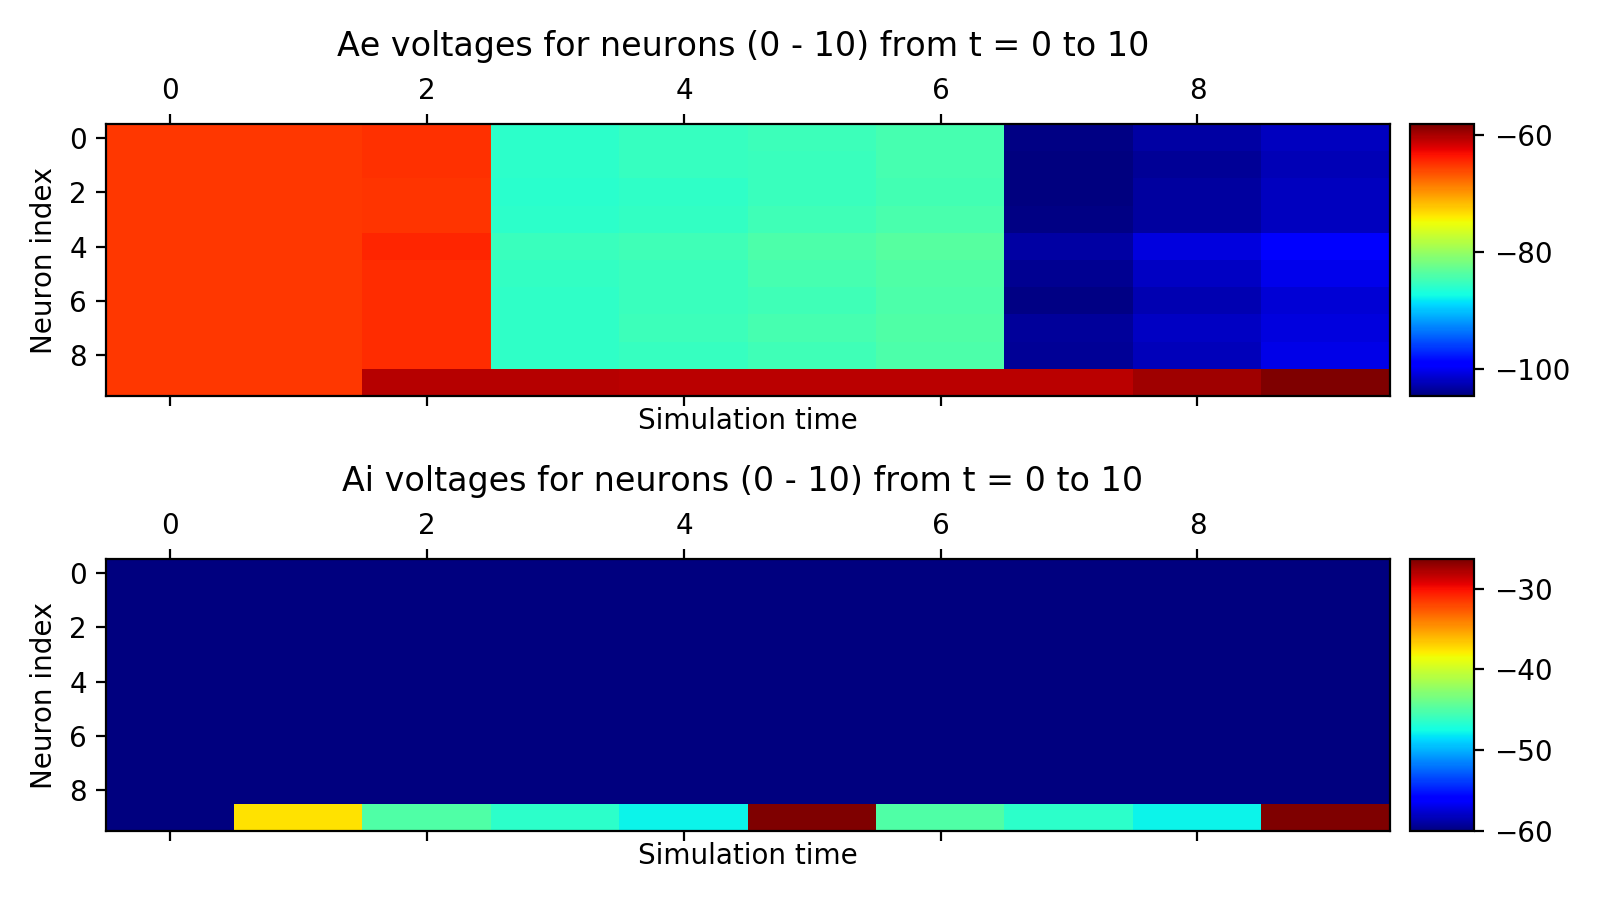 Ae voltages for neurons (0 - 10) from t = 0 to 10
0 2 4 6 8
Neuron index
0
2
4
6
8
−60
−80
−100
Simulation time
Ai voltages for neurons (0 - 10) from t = 0 to 10
0 2 4 6 8
Neuron index
0
2
4
6
8
−30
−40
−50
−60
Simulation time